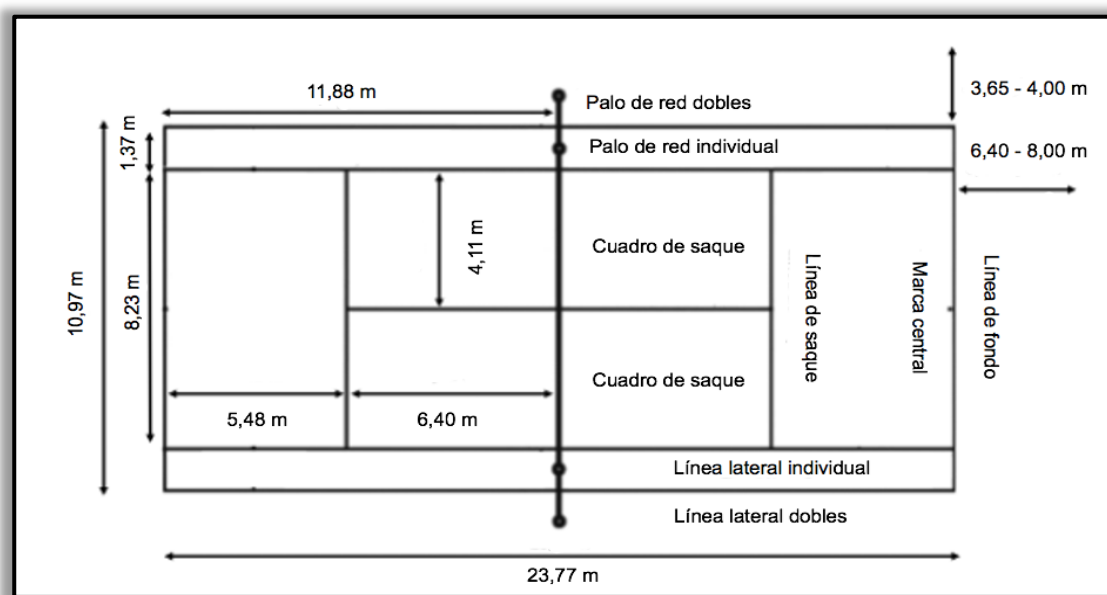 11,88 m
Palo de red dobles
3,65 - 4,00 m
1,37 m
Palo de red individual
6,40 - 8,00 m
10,97 m
8,23 m
4,11 m
Cuadro de saque
Línea de saque
Marca central
Línea de fondo
Cuadro de saque
5,48 m
6,40 m
Línea lateral individual
Línea lateral dobles
23,77 m